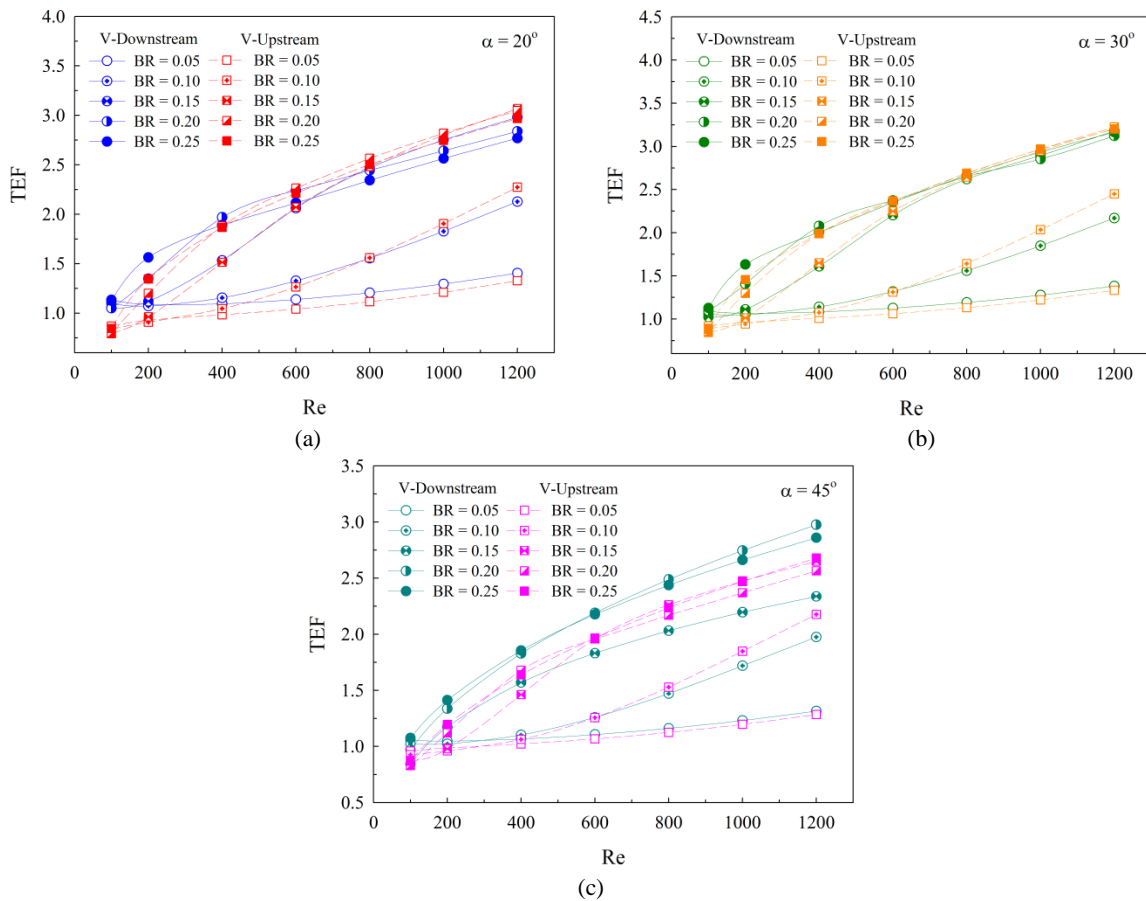 4.0
3.5
3.0
2.5
2.0
1.5
1.0
TEF
V-Downstream V-Upstream
α = 20°
BR = 0.05 BR = 0.05
BR = 0.10 BR = 0.10
BR = 0.15 BR = 0.15
BR = 0.20 BR = 0.20
BR = 0.25 BR = 0.25
0 200 400 600 800 1000 1200
Re
(a)
4.5
4.0
3.5
3.0
2.5
2.0
1.5
1.0
TEF
V-Downstream V-Upstream
α = 30°
BR = 0.05 BR = 0.05
BR = 0.10 BR = 0.10
BR = 0.15 BR = 0.15
BR = 0.20 BR = 0.20
BR = 0.25 BR = 0.25
0 200 400 600 800 1000 1200
Re
(b)
3.5
3.0
2.5
2.0
1.5
1.0
0.5
TEF
V-Downstream V-Upstream
α = 45°
BR = 0.05 BR = 0.05
BR = 0.10 BR = 0.10
BR = 0.15 BR = 0.15
BR = 0.20 BR = 0.20
BR = 0.25 BR = 0.25
0 200 400 600 800 1000 1200
Re
(c)